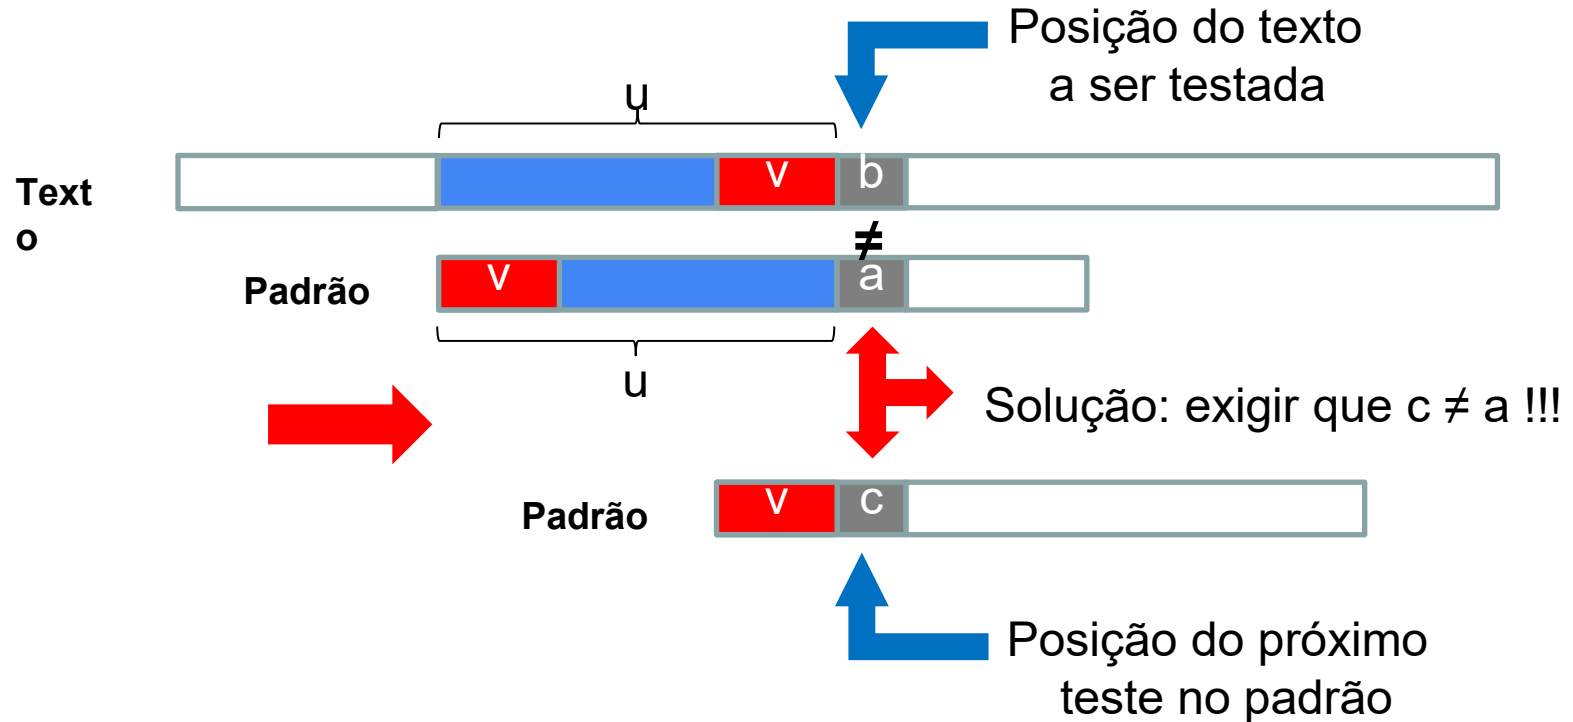 Posição do texto
a ser testada
u
v b
Text
o
≠
v a
Padrão
u
Solução: exigir que c ≠ a !!!
v c
Padrão
Posição do próximo
teste no padrão